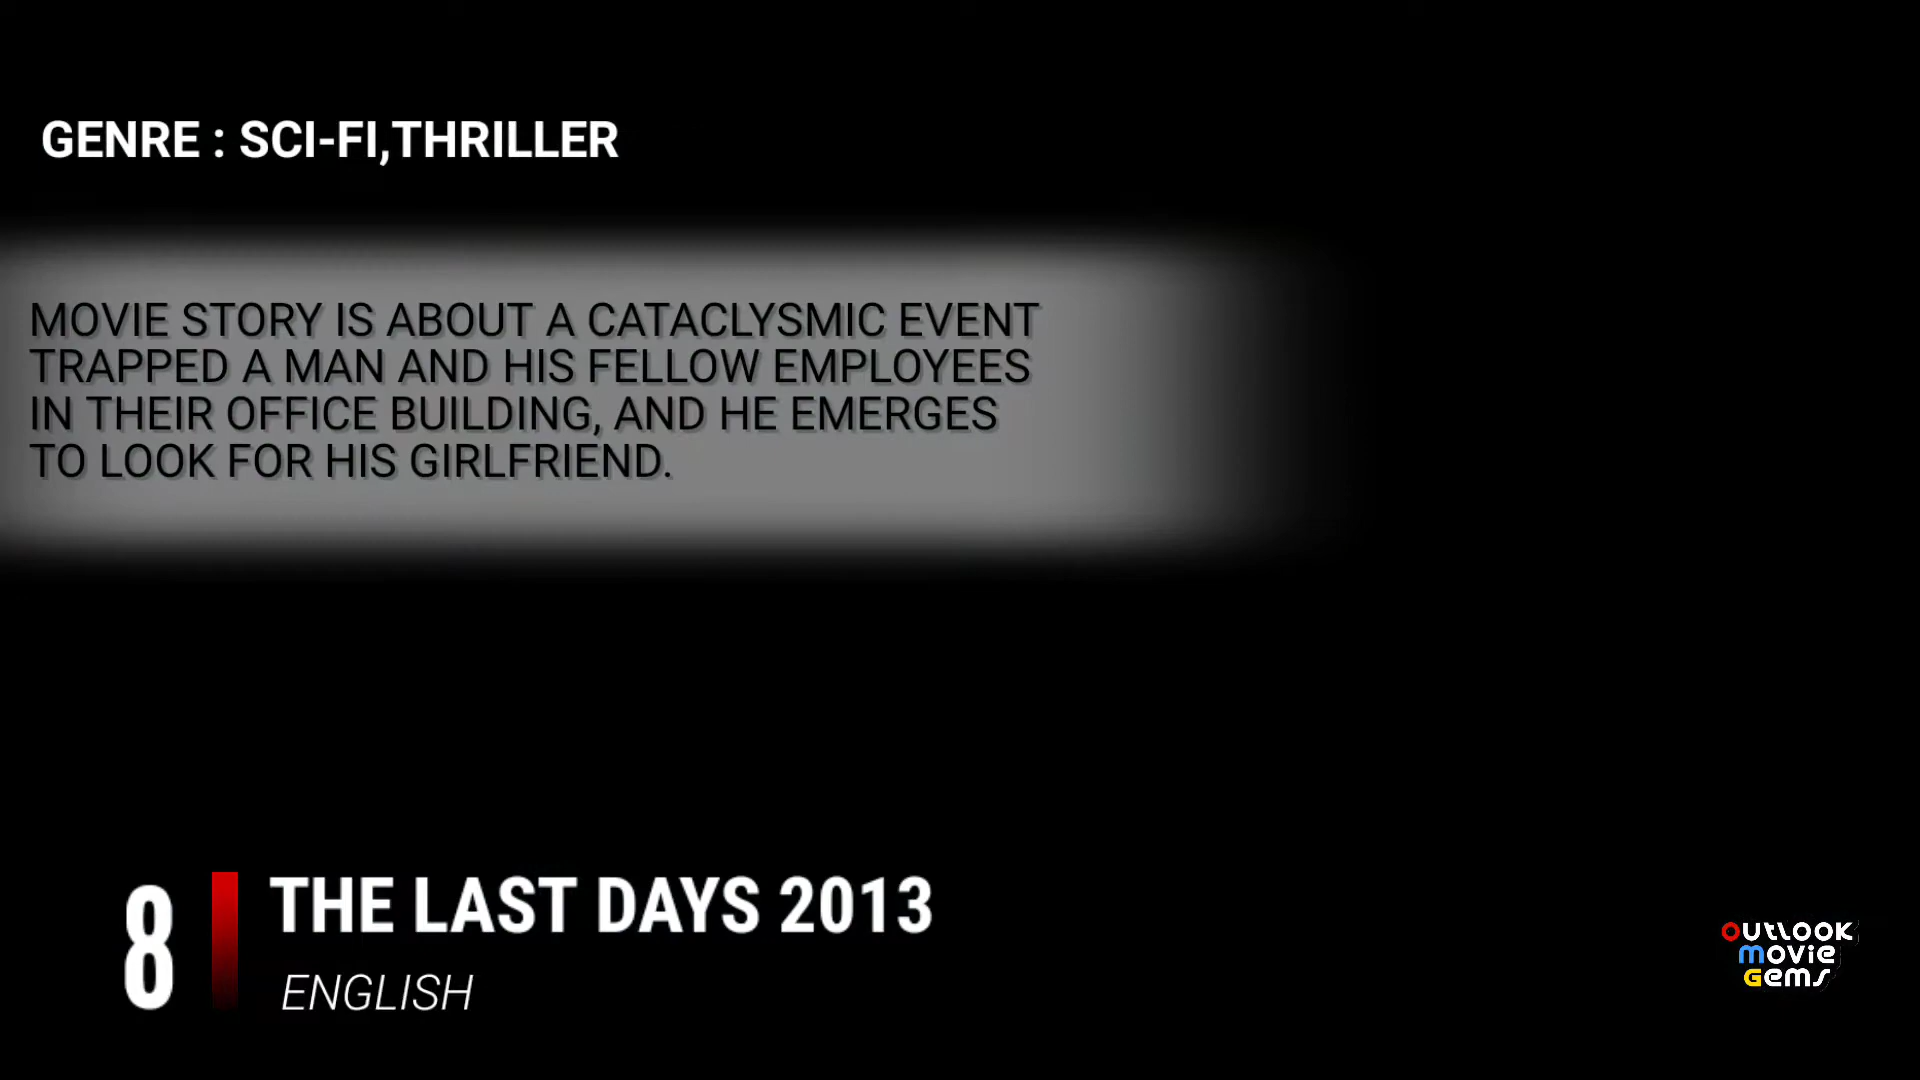 GENRE : SCI-FI,THRILLER
MOVIE STORY IS ABOUT A CATACLYSMIC EVENT
TRAPPED A MAN AND HIS FELLOW EMPLOYEES
IN THEIR OFFICE BUILDING, AND HE EMERGES
TO LOOK FOR HIS GIRLFRIEND.
8
THE LAST DAYS 2013
ENGLISH
OUTLOOK
MOVIE
GEMS